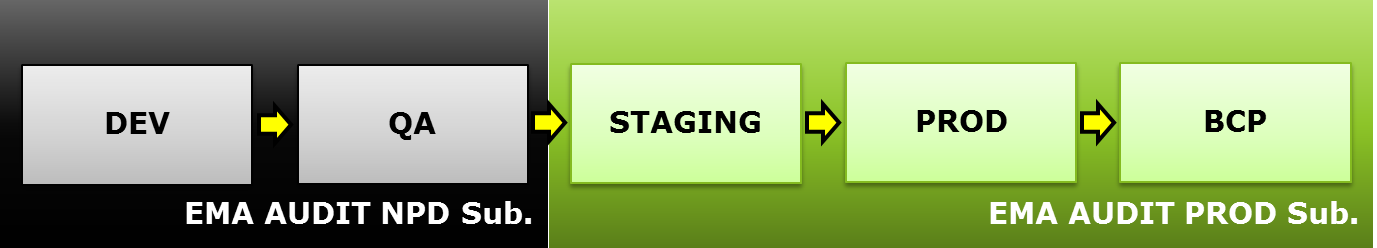 DEV
QA
STAGING
PROD
BCP
EMA AUDIT NPD Sub.
EMA AUDIT PROD Sub.